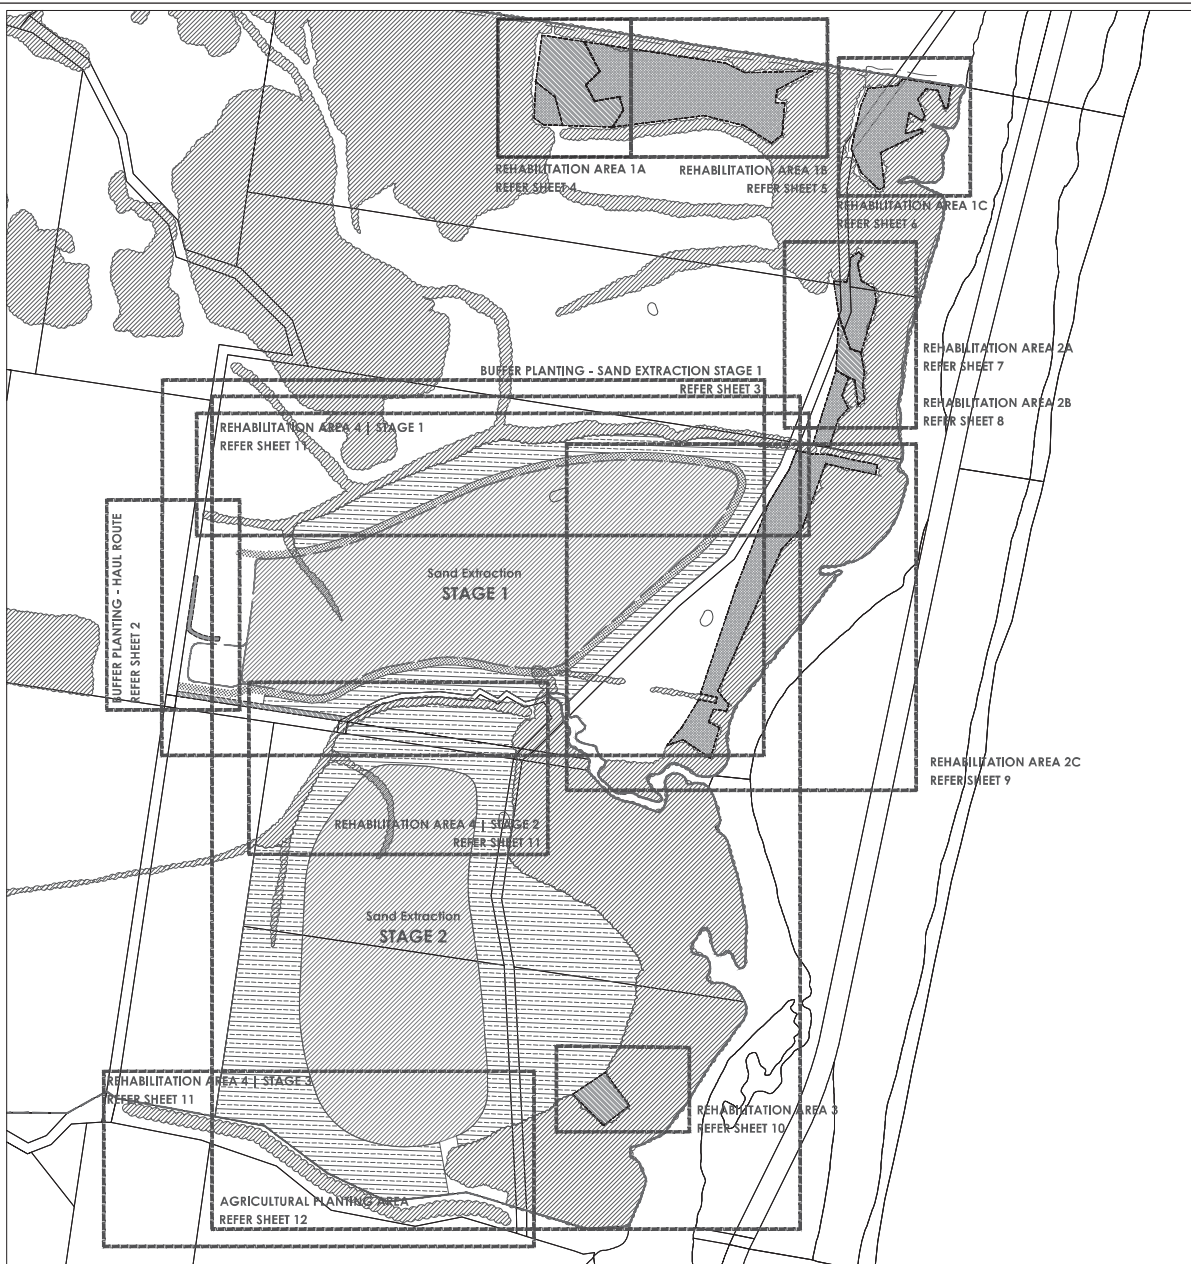 REHABILITATION AREA 1A
REFER SHEET 4
REHABILITATION AREA 1B
REFER SHEET 5
REHABILITATION AREA 1C
REFER SHEET 6
REHABILITATION AREA 2A
REFER SHEET 7
BUFFER PLANTING - SAND EXTRACTION STAGE 1
REFER SHEET 3
REHABILITATION AREA 2B
REFER SHEET 8
REHABILITATION AREA 4 | STAGE 1
REFER SHEET 11
BUFFER PLANTING - HAUL ROUTE
REFER SHEET 2
Sand Extraction
STAGE 1
REHABILITATION AREA 2C
REFER SHEET 9
REHABILITATION AREA 4 | STAGE 2
REFER SHEET 11
Sand Extraction
STAGE 2
REHABILITATION AREA 4 | STAGE 3
REFER SHEET 11
REHABILITATION AREA 3
REFER SHEET 10
AGRICULTURAL PLANTING AREA
REFER SHEET 12